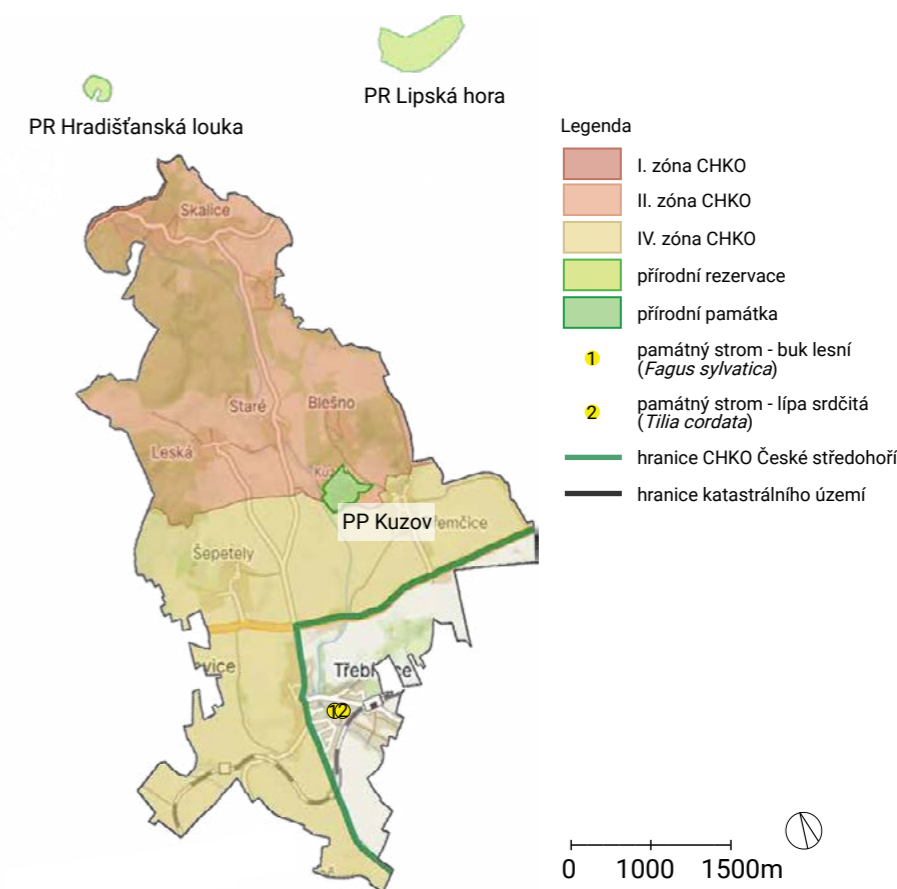 PR Lipská hora
PR Hradišťanská louka
Legenda
I. zóna CHKO
II. zóna CHKO
IV. zóna CHKO
přírodní rezervace
přírodní památka
1 památný strom - buk lesní
(Fagus sylvatica)
2 památný strom - lípa srdčitá
(Tilia cordata)
hranice CHKO České středohoří
hranice katastrálního území
Skalice
Staré
Blešno
Leská
PP Kuzov
Šepetely
12
0 1000 1500m